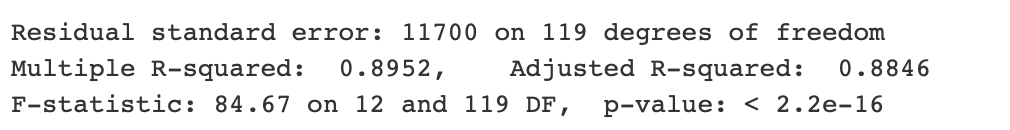 Residual standard error: 11700 on 119 degrees of freedom
Multiple R-squared:  0.8952,    Adjusted R-squared:  0.8846
F-statistic: 84.67 on 12 and 119 DF,  p-value: < 2.2e-16